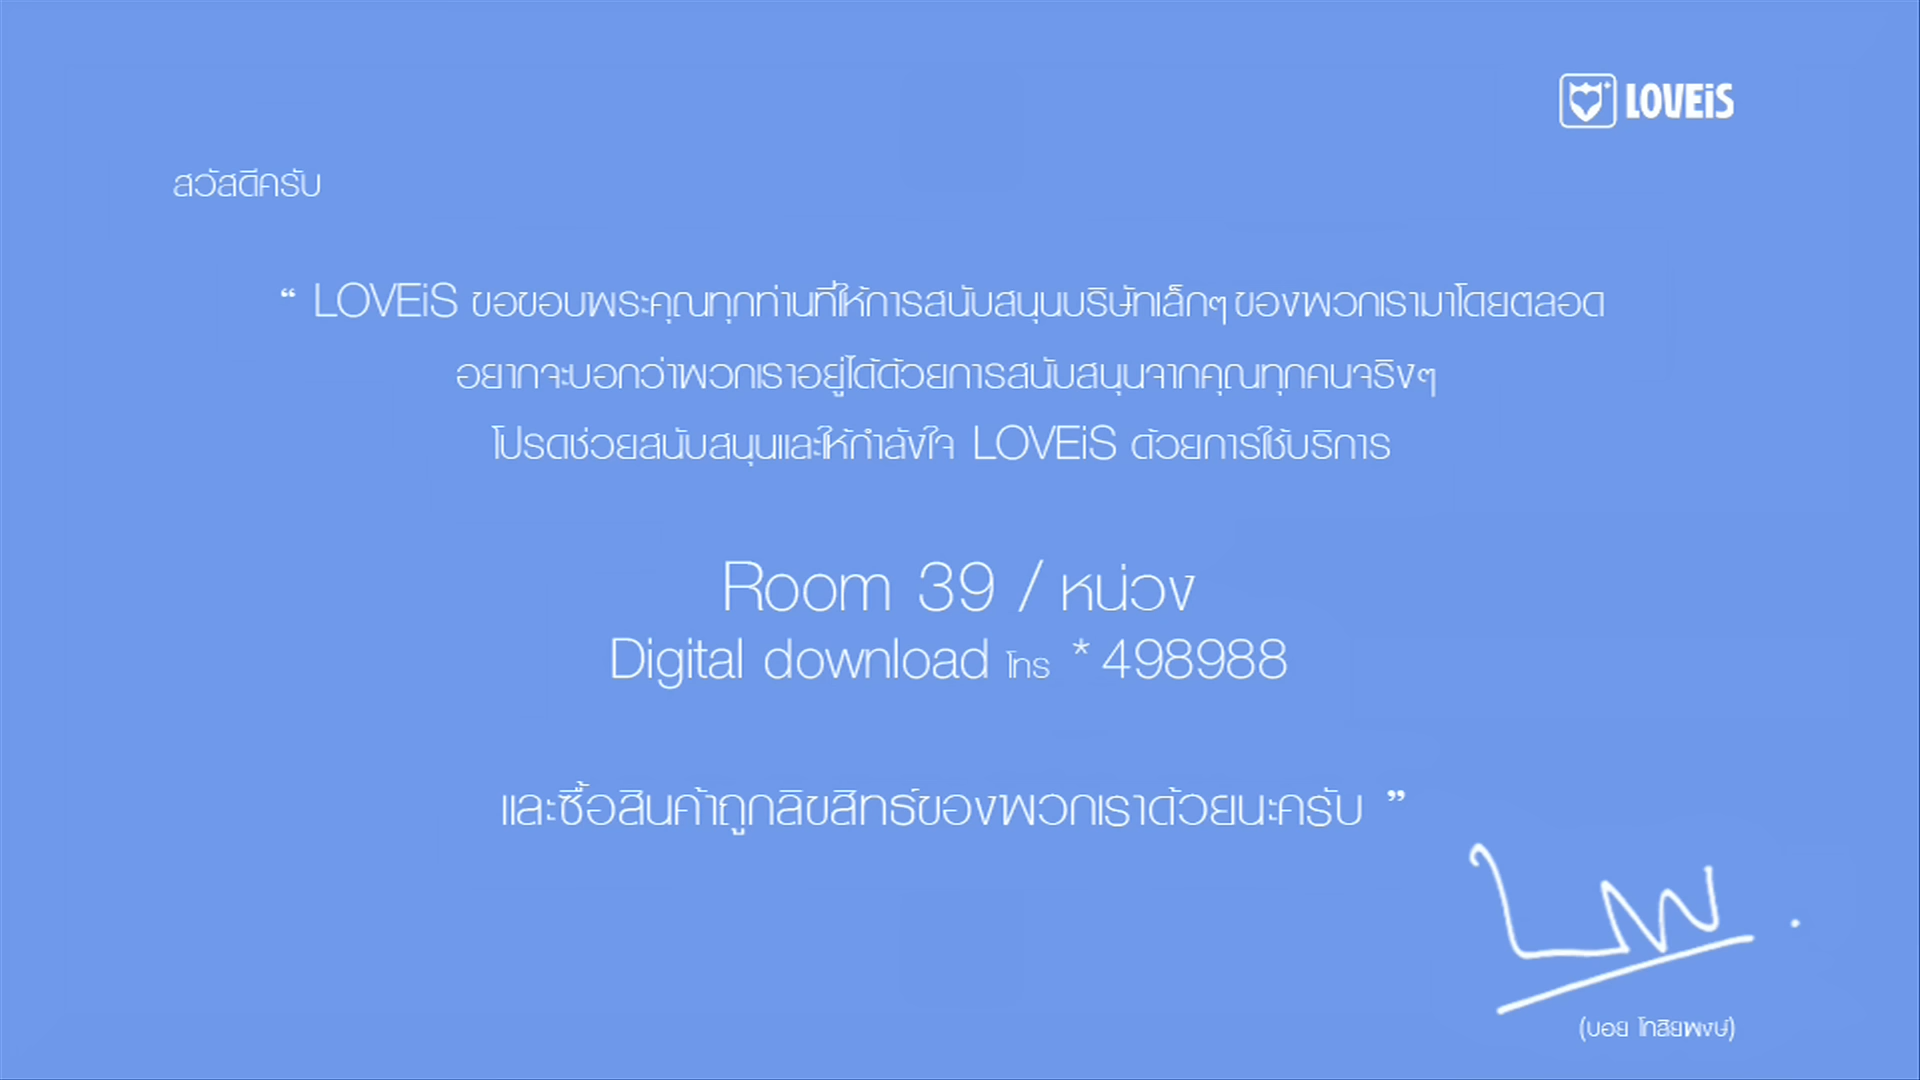 LOVEiS
สวัสดีครับ
“ LOVEiS ขอขอบพระคุณทุกท่านที่ให้การสนับสนุนบริษัทเล็กๆ ของพวกเรามาโดยตลอด
อยากจะบอกว่าพวกเราอยู่ได้ด้วยการสนับสนุนจากคุณทุกคนจริงๆ
โปรดช่วยสนับสนุนและให้กำลังใจ LOVEiS ด้วยการใช้บริการ
Room 39 / หน่วง
Digital download โทร *498988
และซื้อสินค้าถูกลิขสิทธ์ของพวกเราด้วยนะครับ ”
(บอย โกสิยพงษ์)